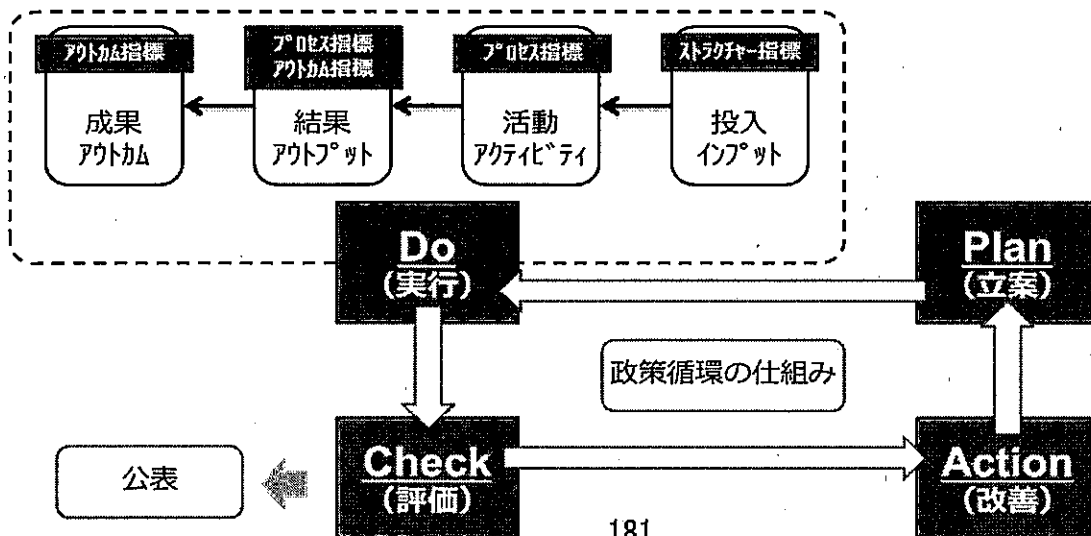 アウトカム指標
成果
アウトカム
プロセス指標
アウトカム指標
結果
アウトプット
プロセス指標
活動
アクティビティ
ストラクチャー指標
投入
インプット
Do
(実行)
Plan
(立案)
政策循環の仕組み
公表
Check
(評価)
Action
(改善)
181